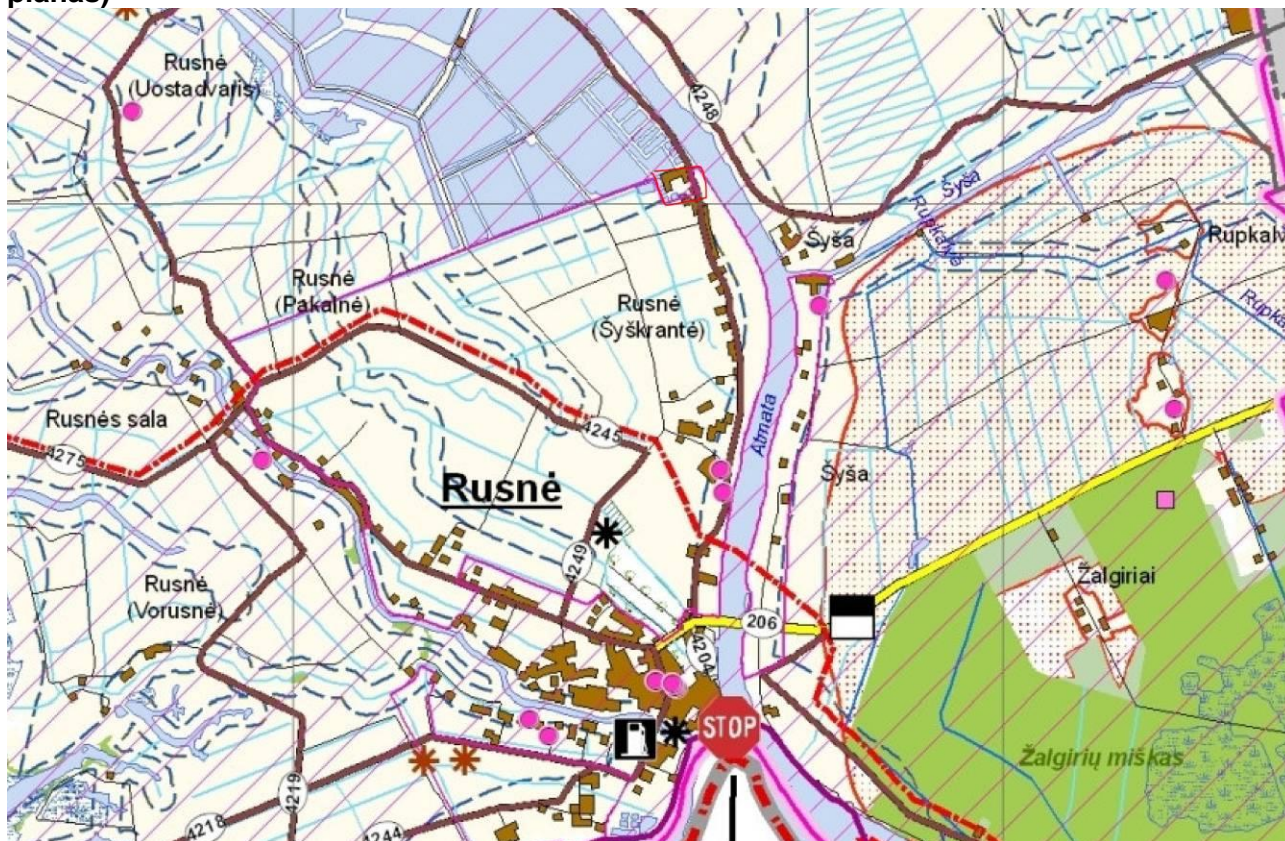 planas)
Rusnė
(Uostadvaris)
4248
Šyša
Rupkalvė
Šyša
Rupkalv
Rupka
Rusnė
(Pakalnė)
Rusnė
(Šyškrantė)
Atmata
Rusnės sala
4275
4245
Rusnė
Šyša
4249
Rusnė
(Vorusnė)
Žalgiriai
206
4204
STOP
Žalgirių miškas
4219
4218
4244